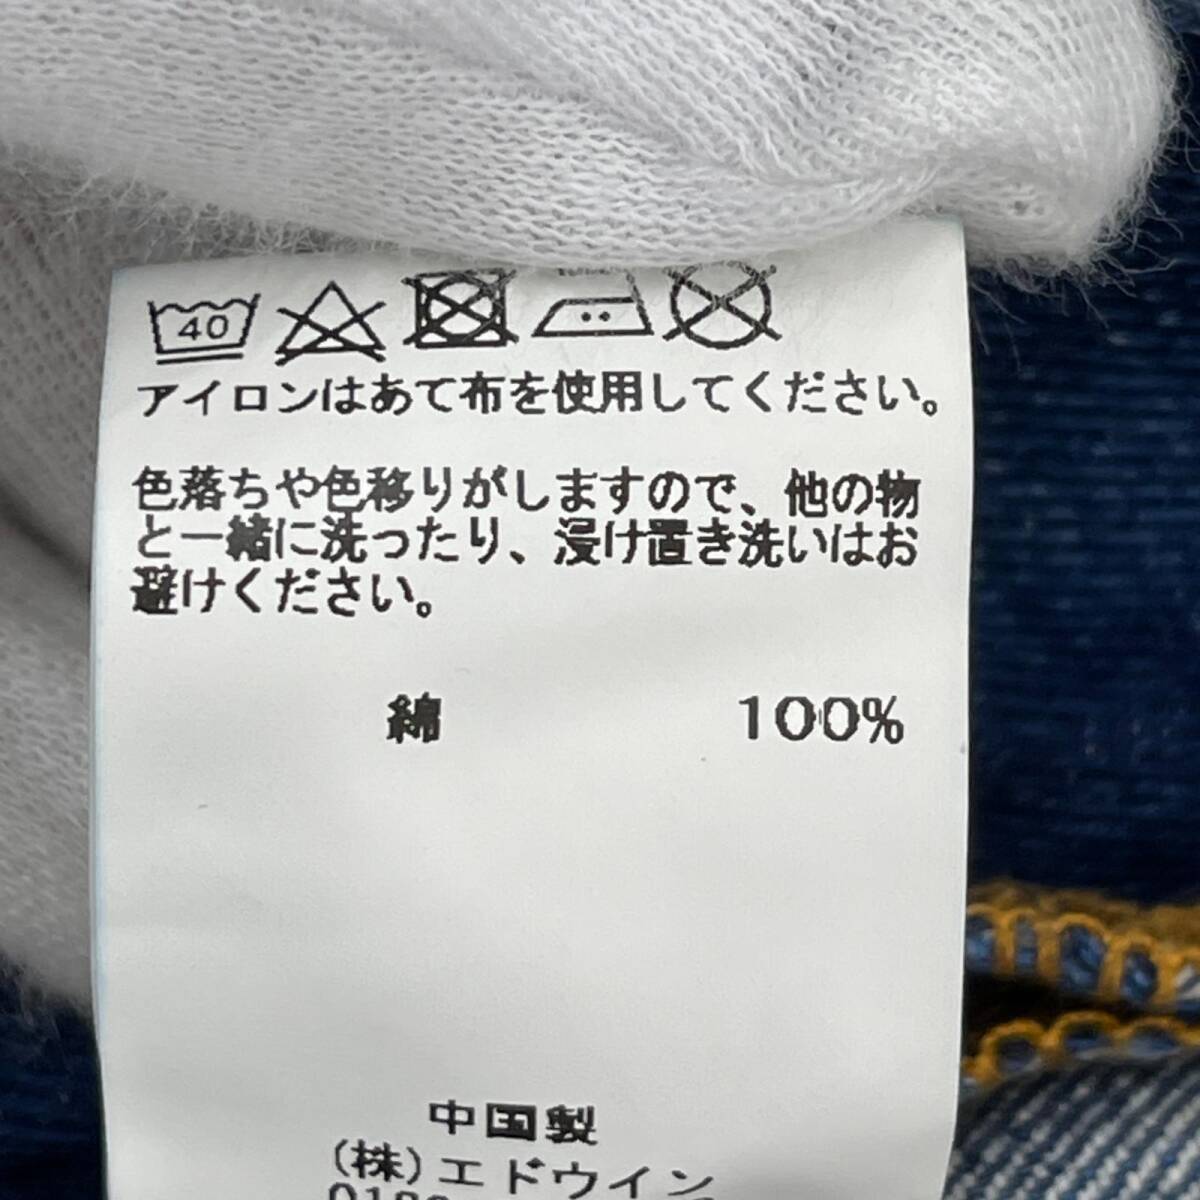 40
アイロンはあて布を使用してください。
色落ちや色移りがしますので、他の物
と一緒に洗ったり、浸け置き洗いはお
避けください。
綿 100%
中国製
(株)エドウイン